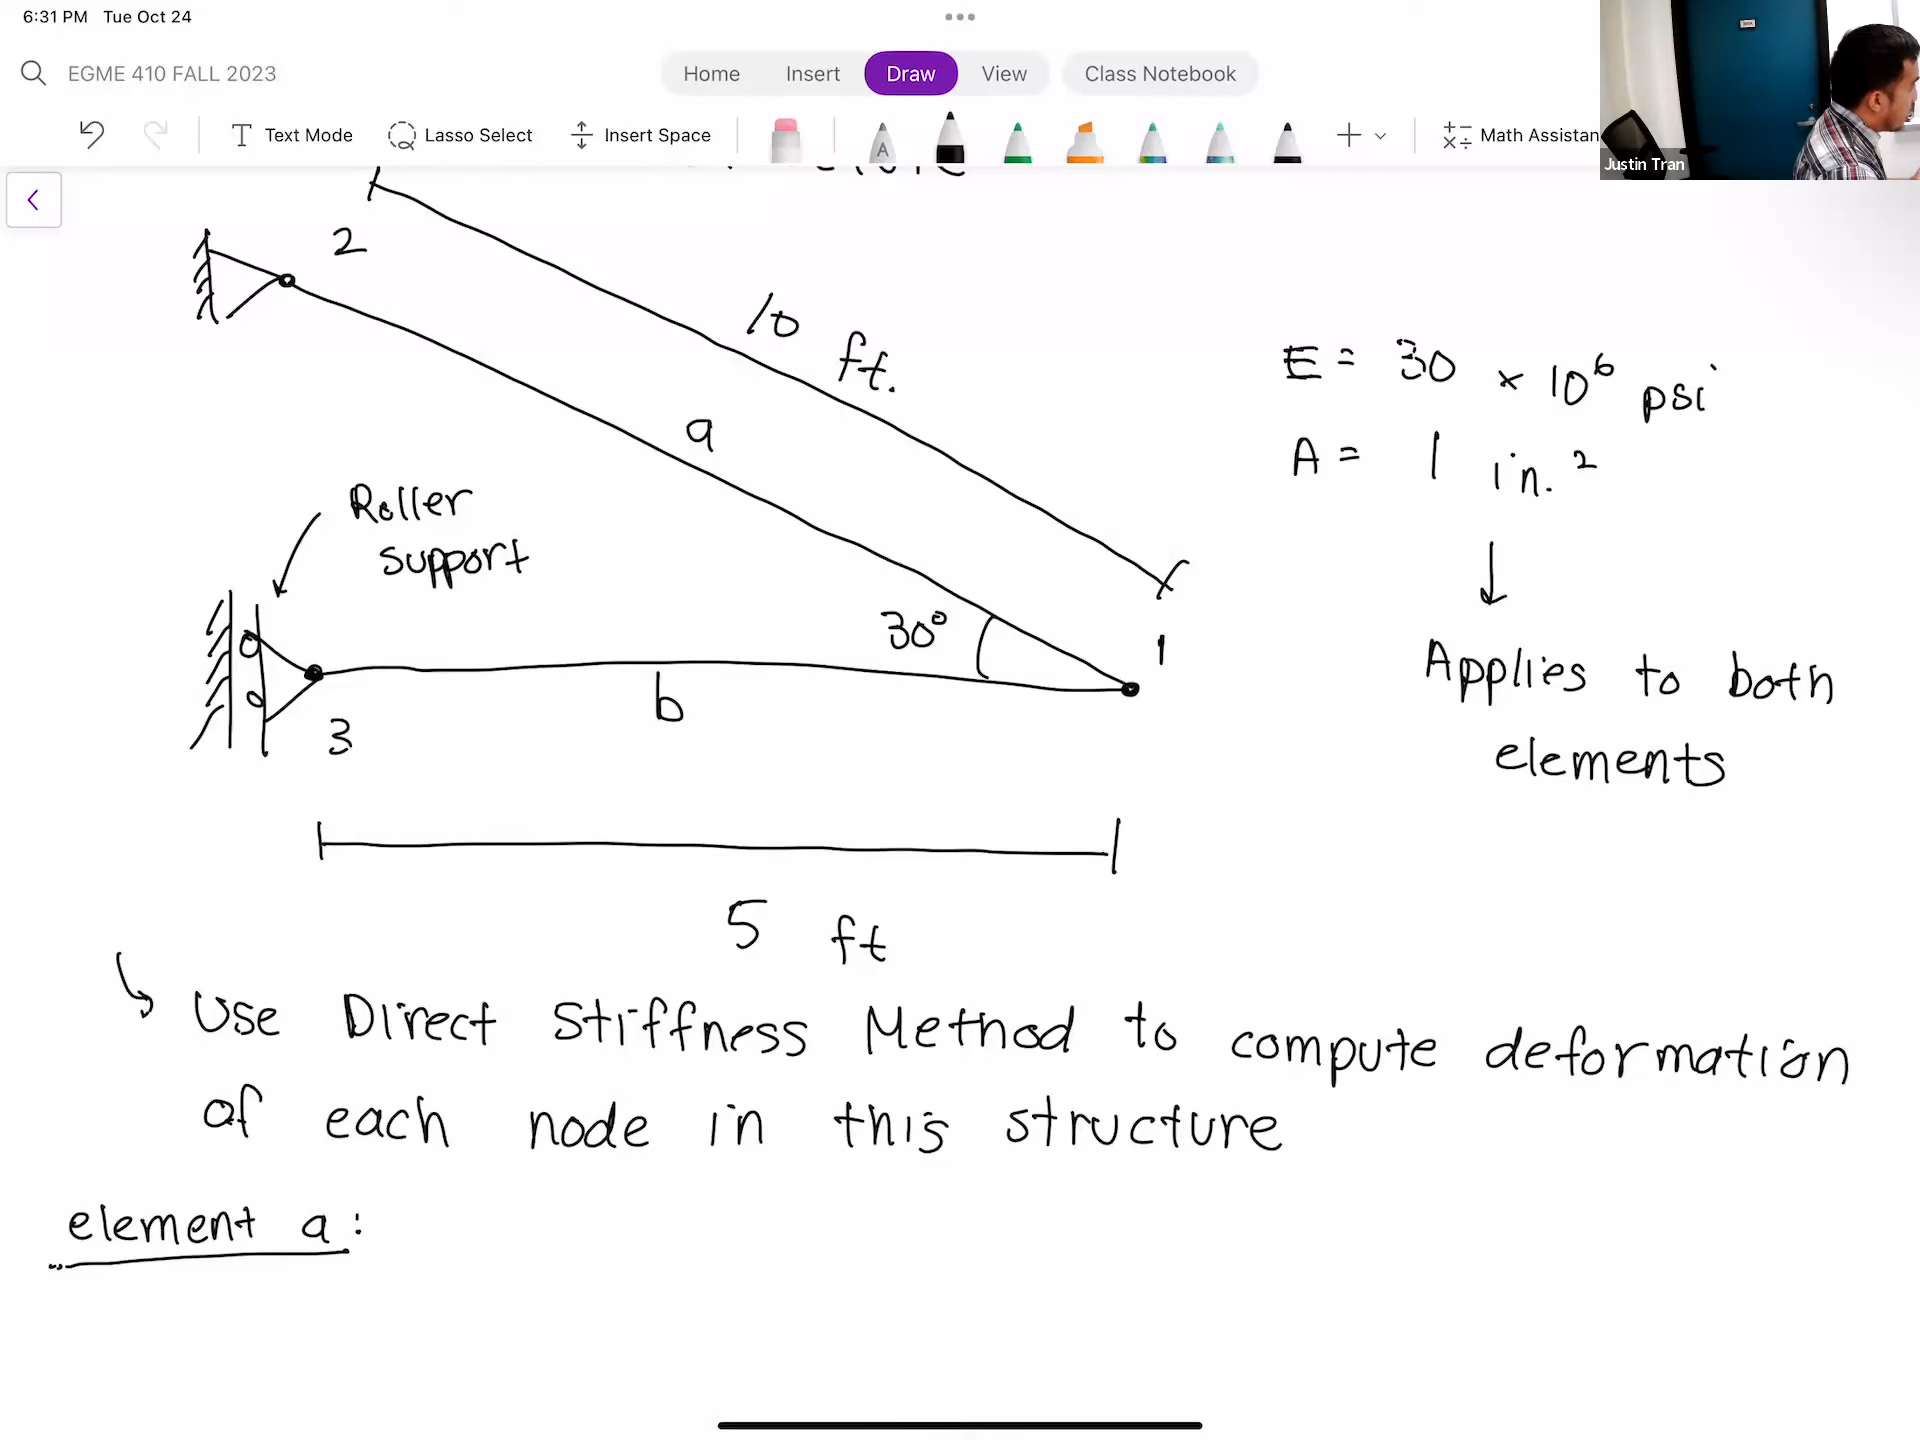 6:31 PM Tue Oct 24
EGME 410 FALL 2023
Home Insert Draw View Class Notebook
Text Mode Lasso Select Insert Space A Math Assistan
Justin Tran
2
10 ft.
E = 30 × 10⁶ psi
A = 1 in.²
a
Roller
support
30°
1
Applies to both
elements
b
3
5 ft
↳ Use Direct Stiffness Method to compute deformation
of each node in this structure
element a: